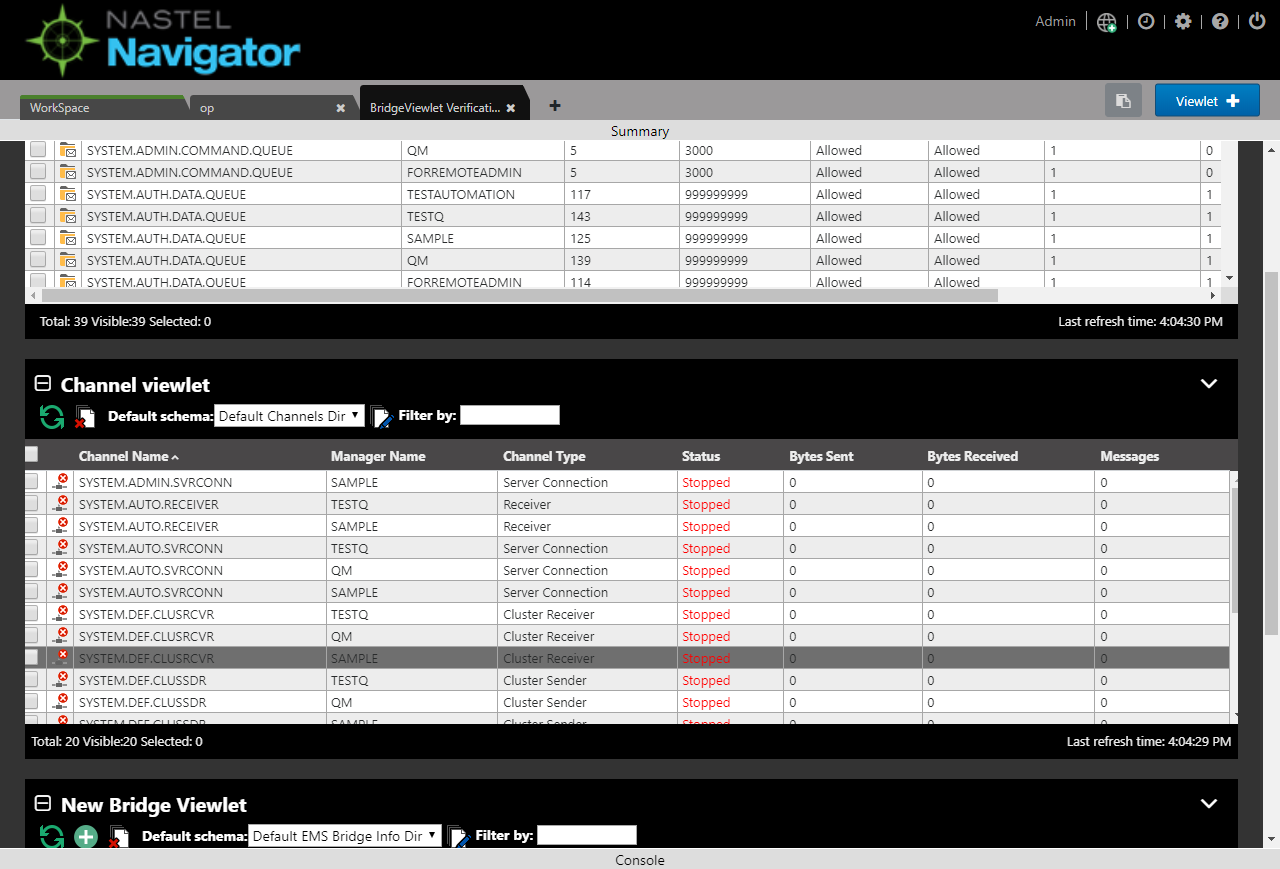 NASTEL
Navigator
Admin
WorkSpace
op
BridgeViewlet Verificati...
Viewlet
Summary
SYSTEM.ADMIN.COMMAND.QUEUE QM 5 3000 Allowed Allowed 1 0
SYSTEM.ADMIN.COMMAND.QUEUE FORREMOTEADMIN 5 3000 Allowed Allowed 1 0
SYSTEM.AUTH.DATA.QUEUE TESTAUTOMATION 117 999999999 Allowed Allowed 1 1
SYSTEM.AUTH.DATA.QUEUE TESTQ 143 999999999 Allowed Allowed 1 1
SYSTEM.AUTH.DATA.QUEUE SAMPLE 125 999999999 Allowed Allowed 1 1
SYSTEM.AUTH.DATA.QUEUE QM 139 999999999 Allowed Allowed 1 1
SYSTEM.AUTH.DATA.QUEUE FORREMOTEADMIN 114 999999999 Allowed Allowed 1 1
Total: 39 Visible:39 Selected: 0 Last refresh time: 4:04:30 PM
Channel viewlet
Default schema: Default Channels Dir Filter by:
Channel Name Manager Name Channel Type Status Bytes Sent Bytes Received Messages
SYSTEM.ADMIN.SVRCONN SAMPLE Server Connection Stopped 0 0 0
SYSTEM.AUTO.RECEIVER TESTQ Receiver Stopped 0 0 0
SYSTEM.AUTO.RECEIVER SAMPLE Receiver Stopped 0 0 0
SYSTEM.AUTO.SVRCONN TESTQ Server Connection Stopped 0 0 0
SYSTEM.AUTO.SVRCONN QM Server Connection Stopped 0 0 0
SYSTEM.AUTO.SVRCONN SAMPLE Server Connection Stopped 0 0 0
SYSTEM.DEF.CLUSRCVR TESTQ Cluster Receiver Stopped 0 0 0
SYSTEM.DEF.CLUSRCVR QM Cluster Receiver Stopped 0 0 0
SYSTEM.DEF.CLUSRCVR SAMPLE Cluster Receiver Stopped 0 0 0
SYSTEM.DEF.CLUSSDR TESTQ Cluster Sender Stopped 0 0 0
SYSTEM.DEF.CLUSSDR QM Cluster Sender Stopped 0 0 0
SYSTEM.DEF.CLUSSDR SAMPLE Cluster Sender Stopped 0 0 0
Total: 20 Visible:20 Selected: 0 Last refresh time: 4:04:29 PM
New Bridge Viewlet
Default schema: Default EMS Bridge Info Dir Filter by:
Console